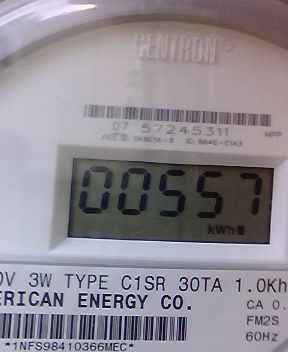 CENTRON
07 57245311
HPP
00557
kWh
0V 3W TYPE C1SR 30TA 1.0Kh
ERICAN ENERGY CO.
CA 0.
FM2S
60Hz
*1NFS98410366MEC*